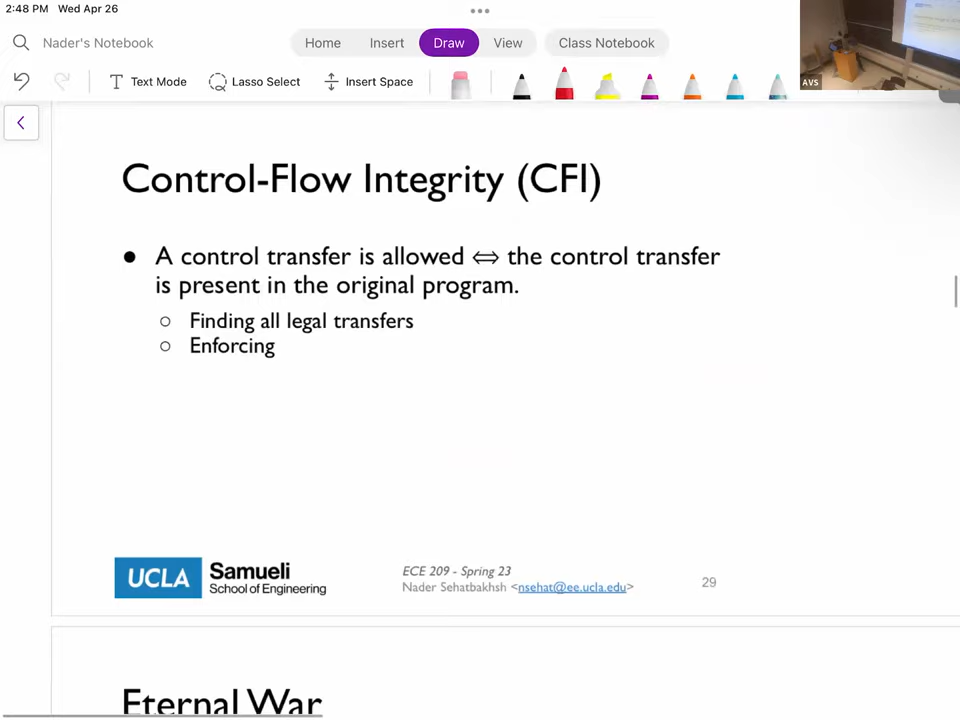 2:48 PM Wed Apr 26
Nader's Notebook
Home Insert Draw View Class Notebook
Text Mode Lasso Select Insert Space
AVS
Control-Flow Integrity (CFI)
● A control transfer is allowed ⇔ the control transfer
is present in the original program.
○ Finding all legal transfers
○ Enforcing
UCLA Samueli
School of Engineering
ECE 209 - Spring 23
Nader Sehatbakhsh <nsehat@ee.ucla.edu>
29
Eternal War